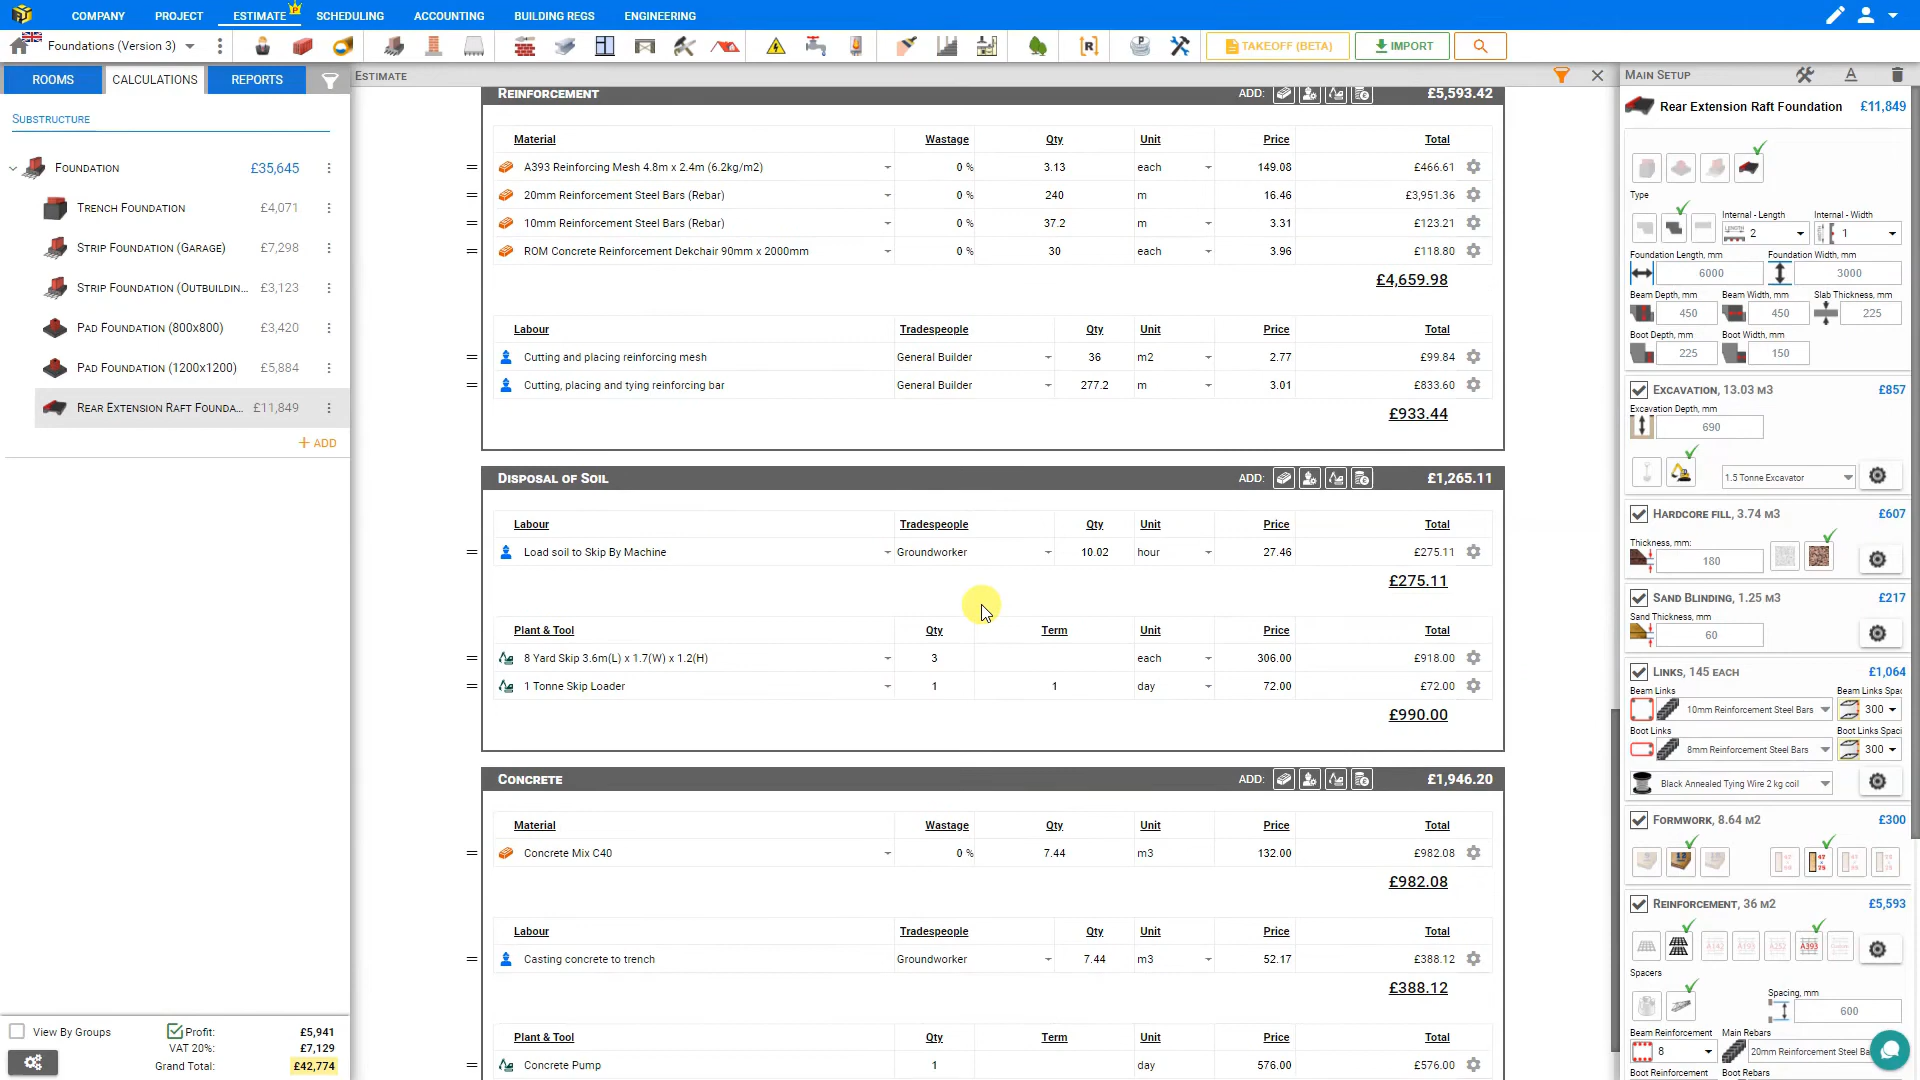 COMPANY PROJECT ESTIMATE SCHEDULING ACCOUNTING BUILDING REGS ENGINEERING
Foundations (Version 3) TAKEOFF (BETA) IMPORT
ROOMS CALCULATIONS REPORTS
SUBSTRUCTURE
FOUNDATION £35,645
TRENCH FOUNDATION £4,071
STRIP FOUNDATION (GARAGE) £7,298
STRIP FOUNDATION (OUTBUILDIN... £3,123
PAD FOUNDATION (800X800) £3,420
PAD FOUNDATION (1200X1200) £5,884
REAR EXTENSION RAFT FOUNDA... £11,849
+ ADD
View By Groups Profit: £5,941
VAT 20%: £7,129
Grand Total: £42,774
ESTIMATE
REINFORCEMENT ADD: £5,593.42
Material Wastage Qty Unit Price Total
A393 Reinforcing Mesh 4.8m x 2.4m (6.2kg/m2) 0 % 3.13 each 149.08 £466.61
20mm Reinforcement Steel Bars (Rebar) 0 % 240 m 16.46 £3,951.36
10mm Reinforcement Steel Bars (Rebar) 0 % 37.2 m 3.31 £123.21
ROM Concrete Reinforcement Dekchair 90mm x 2000mm 0 % 30 each 3.96 £118.80
£4,659.98
Labour Tradespeople Qty Unit Price Total
Cutting and placing reinforcing mesh General Builder 36 m2 2.77 £99.84
Cutting, placing and tying reinforcing bar General Builder 277.2 m 3.01 £833.60
£933.44
DISPOSAL OF SOIL ADD: £1,265.11
Labour Tradespeople Qty Unit Price Total
Load soil to Skip By Machine Groundworker 10.02 hour 27.46 £275.11
£275.11
Plant & Tool Qty Term Unit Price Total
8 Yard Skip 3.6m(L) x 1.7(W) x 1.2(H) 3 each 306.00 £918.00
1 Tonne Skip Loader 1 1 day 72.00 £72.00
£990.00
CONCRETE ADD: £1,946.20
Material Wastage Qty Unit Price Total
Concrete Mix C40 0 % 7.44 m3 132.00 £982.08
£982.08
Labour Tradespeople Qty Unit Price Total
Casting concrete to trench Groundworker 7.44 m3 52.17 £388.12
£388.12
Plant & Tool Qty Term Unit Price Total
Concrete Pump 1 day 576.00 £576.00
MAIN SETUP
Rear Extension Raft Foundation £11,849
Type
Internal - Length Internal - Width
LENGTH 2 1
Foundation Length, mm Foundation Width, mm
6000 3000
Beam Depth, mm Beam Width, mm Slab Thickness, mm
450 450 225
Boot Depth, mm Boot Width, mm
225 150
EXCAVATION, 13.03 M3 £857
Excavation Depth, mm
690
1.5 Tonne Excavator
HARDCORE FILL, 3.74 M3 £607
Thickness, mm:
180
SAND BLINDING, 1.25 M3 £217
Sand Thickness, mm
60
LINKS, 145 EACH £1,064
Beam Links Beam Links Spac
10mm Reinforcement Steel Bars 300
Boot Links Boot Links Spaci
8mm Reinforcement Steel Bars 300
Black Annealed Tying Wire 2 kg coil
FORMWORK, 8.64 M2 £300
REINFORCEMENT, 36 M2 £5,593
A142 A193 A252 A393
Spacers
Spacing, mm
600
Beam Reinforcement Main Rebars
8 20mm Reinforcement Steel Ba
Boot Reinforcement Boot Rebars